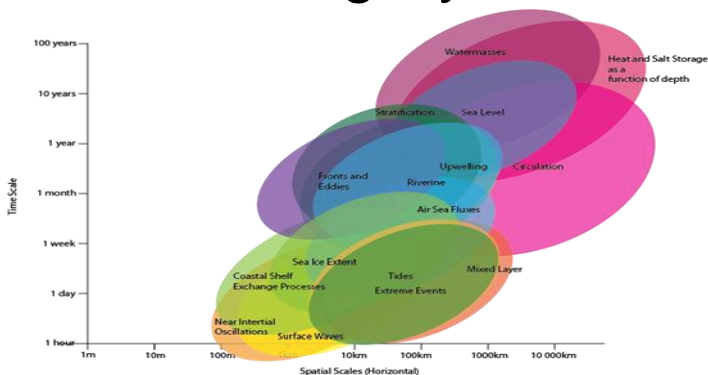 100 years
Watermasses
Heat and Salt Storage
as a
function of depth
10 years
Stratification
Sea Level
1 year
Time Scale
Fronts and
Eddies
Upwelling
Circulation
Riverine
1 month
Air Sea Fluxes
1 week
Sea Ice Extent
Coastal Shelf
Exchange Processes
Tides
Mixed Layer
Extreme Events
1 day
Near Intertial
Oscillations
Surface Waves
1 hour
1m
10m
100m
1km
10km
100km
1000km
10 000km
Spatial Scales (Horizontal)